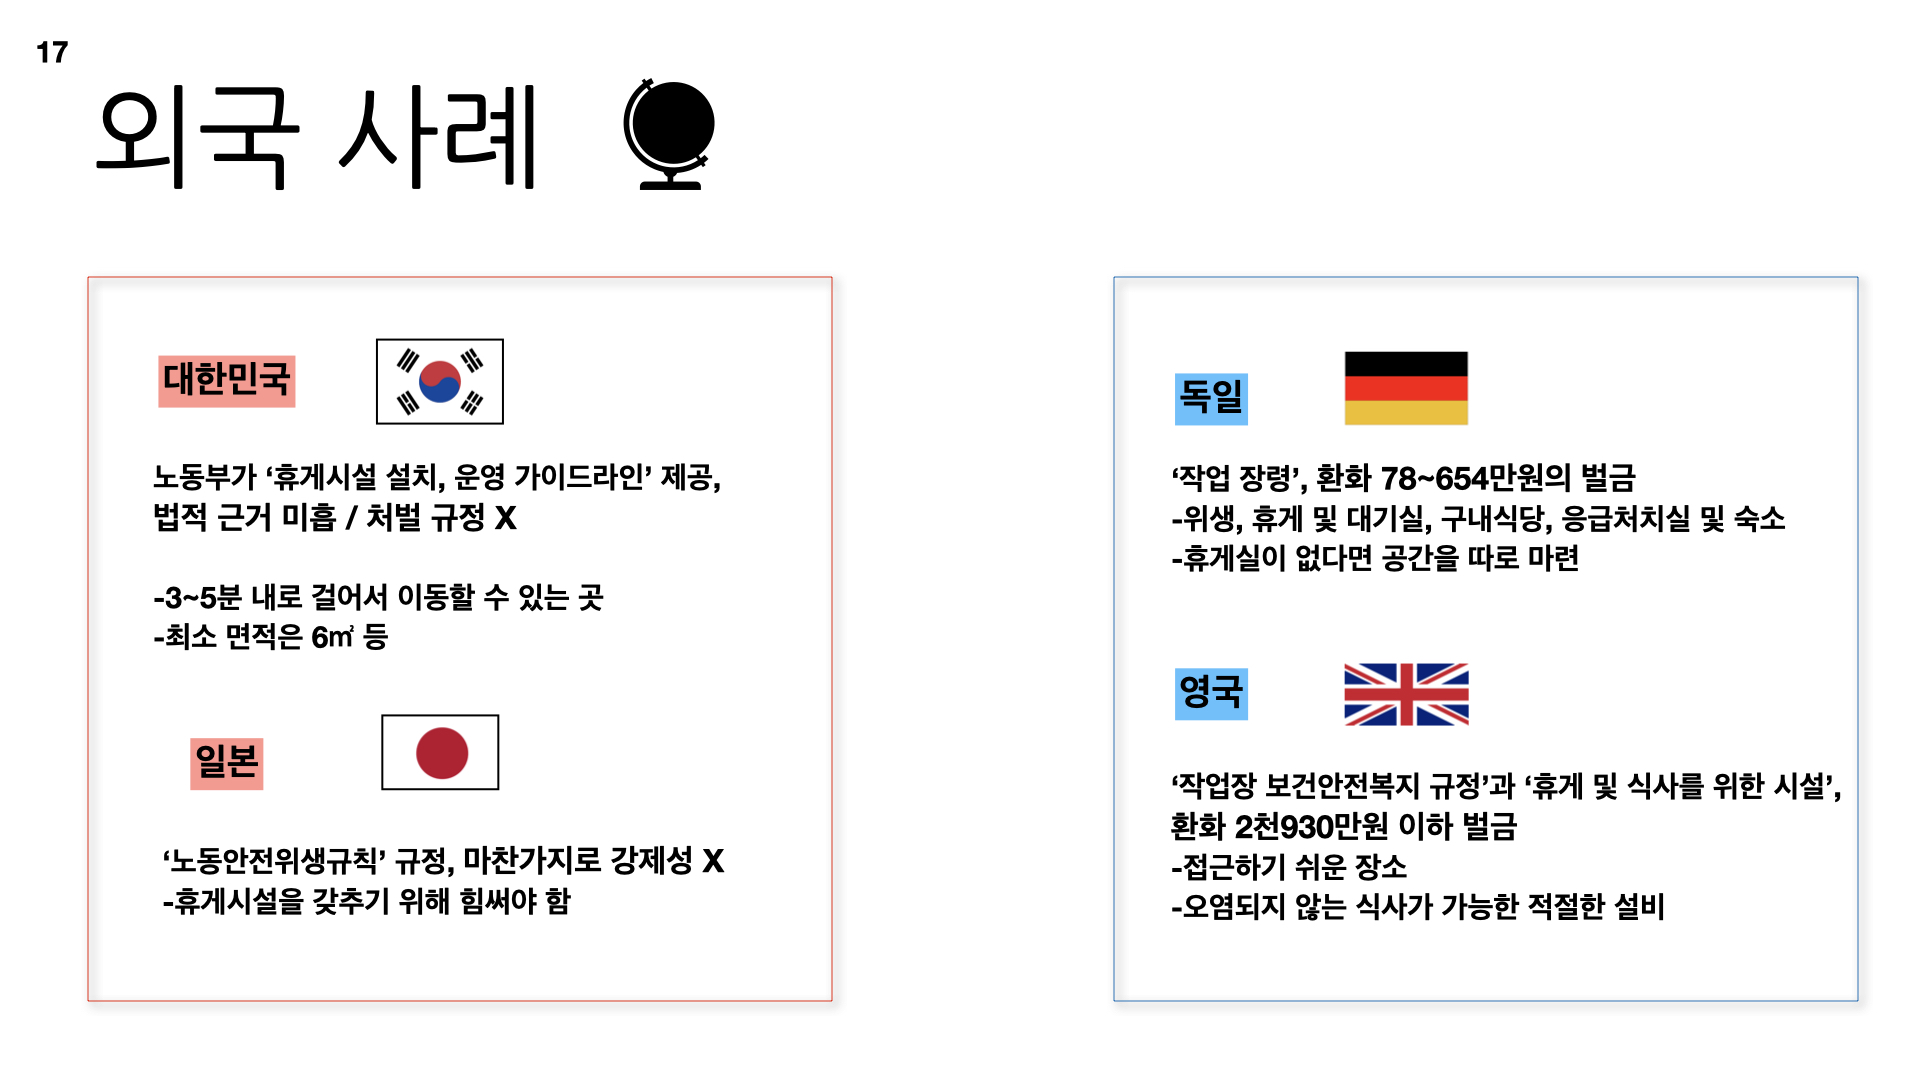 17
외국 사례
대한민국
노동부가 ‘휴게시설 설치, 운영 가이드라인’ 제공,
법적 근거 미흡 / 처벌 규정 X
-3~5분 내로 걸어서 이동할 수 있는 곳
-최소 면적은 6㎡ 등
일본
‘노동안전위생규칙’ 규정, 마찬가지로 강제성 X
-휴게시설을 갖추기 위해 힘써야 함
독일
‘작업 장령’, 환화 78~654만원의 벌금
-위생, 휴게 및 대기실, 구내식당, 응급처치실 및 숙소
-휴게실이 없다면 공간을 따로 마련
영국
‘작업장 보건안전복지 규정’과 ‘휴게 및 식사를 위한 시설’,
환화 2천930만원 이하 벌금
-접근하기 쉬운 장소
-오염되지 않는 식사가 가능한 적절한 설비